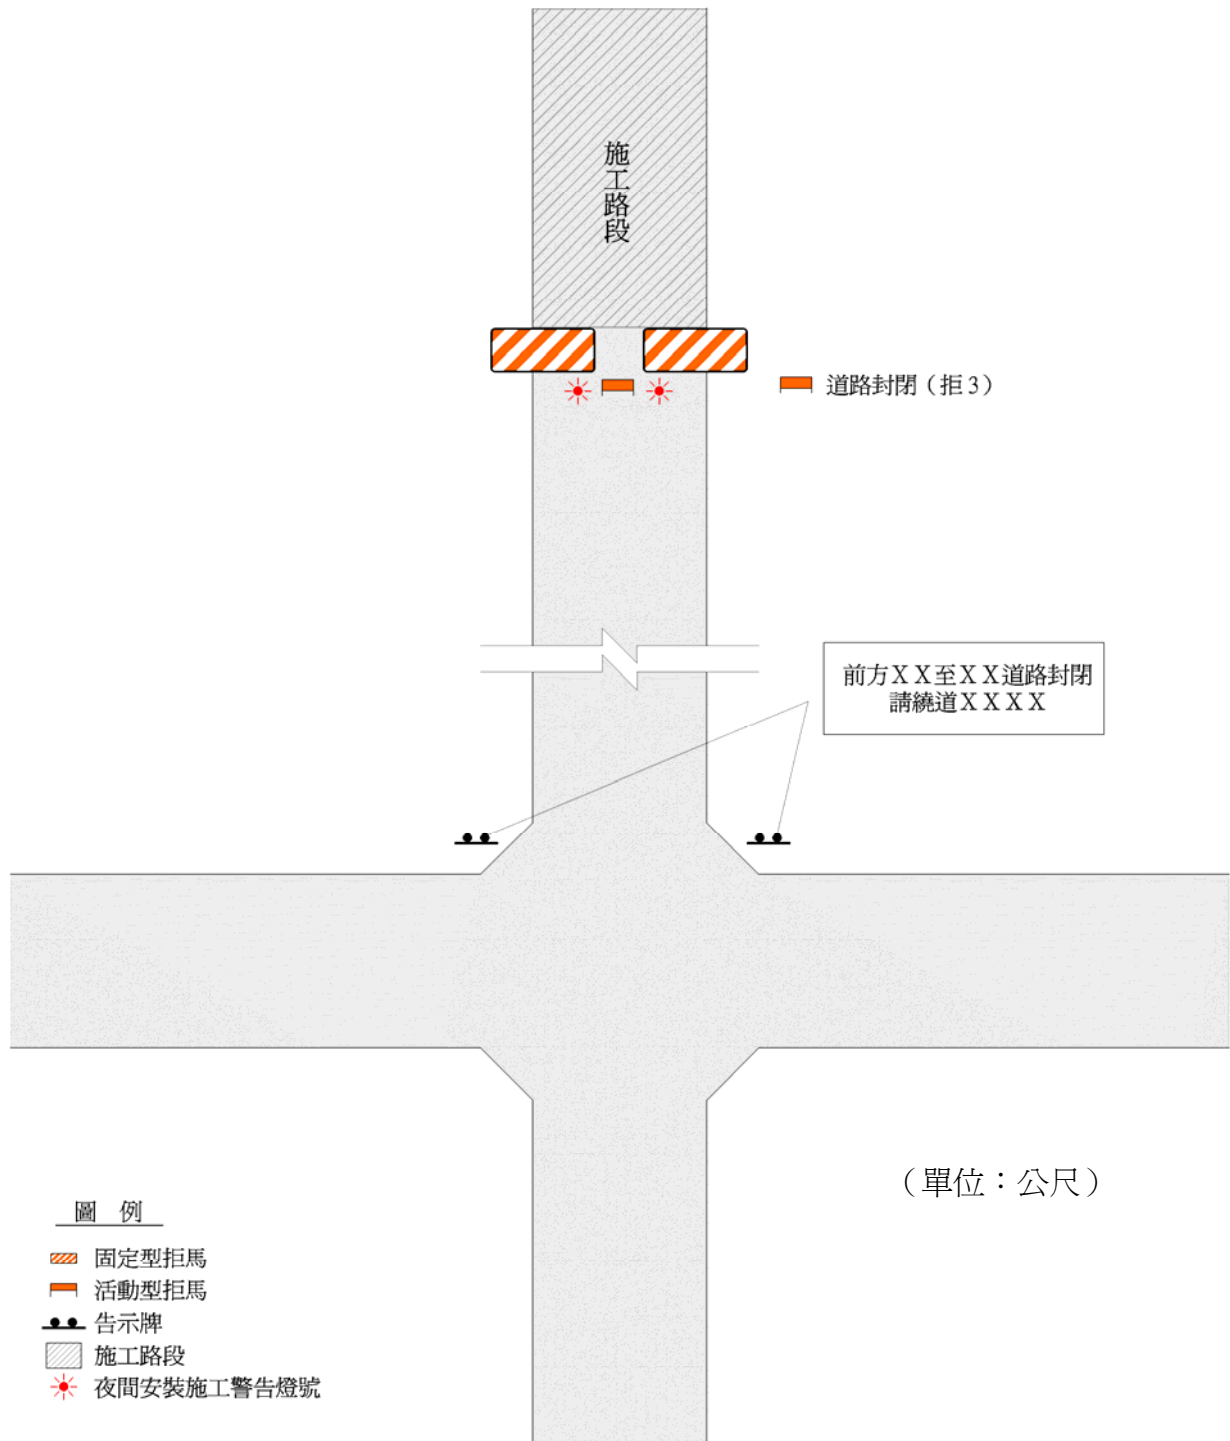 施工路段
道路封閉（拒3）
前方ＸＸ至ＸＸ道路封閉
請繞道ＸＸＸＸ
（單位：公尺）
圖 例
固定型拒馬
活動型拒馬
告示牌
施工路段
夜間安裝施工警告燈號